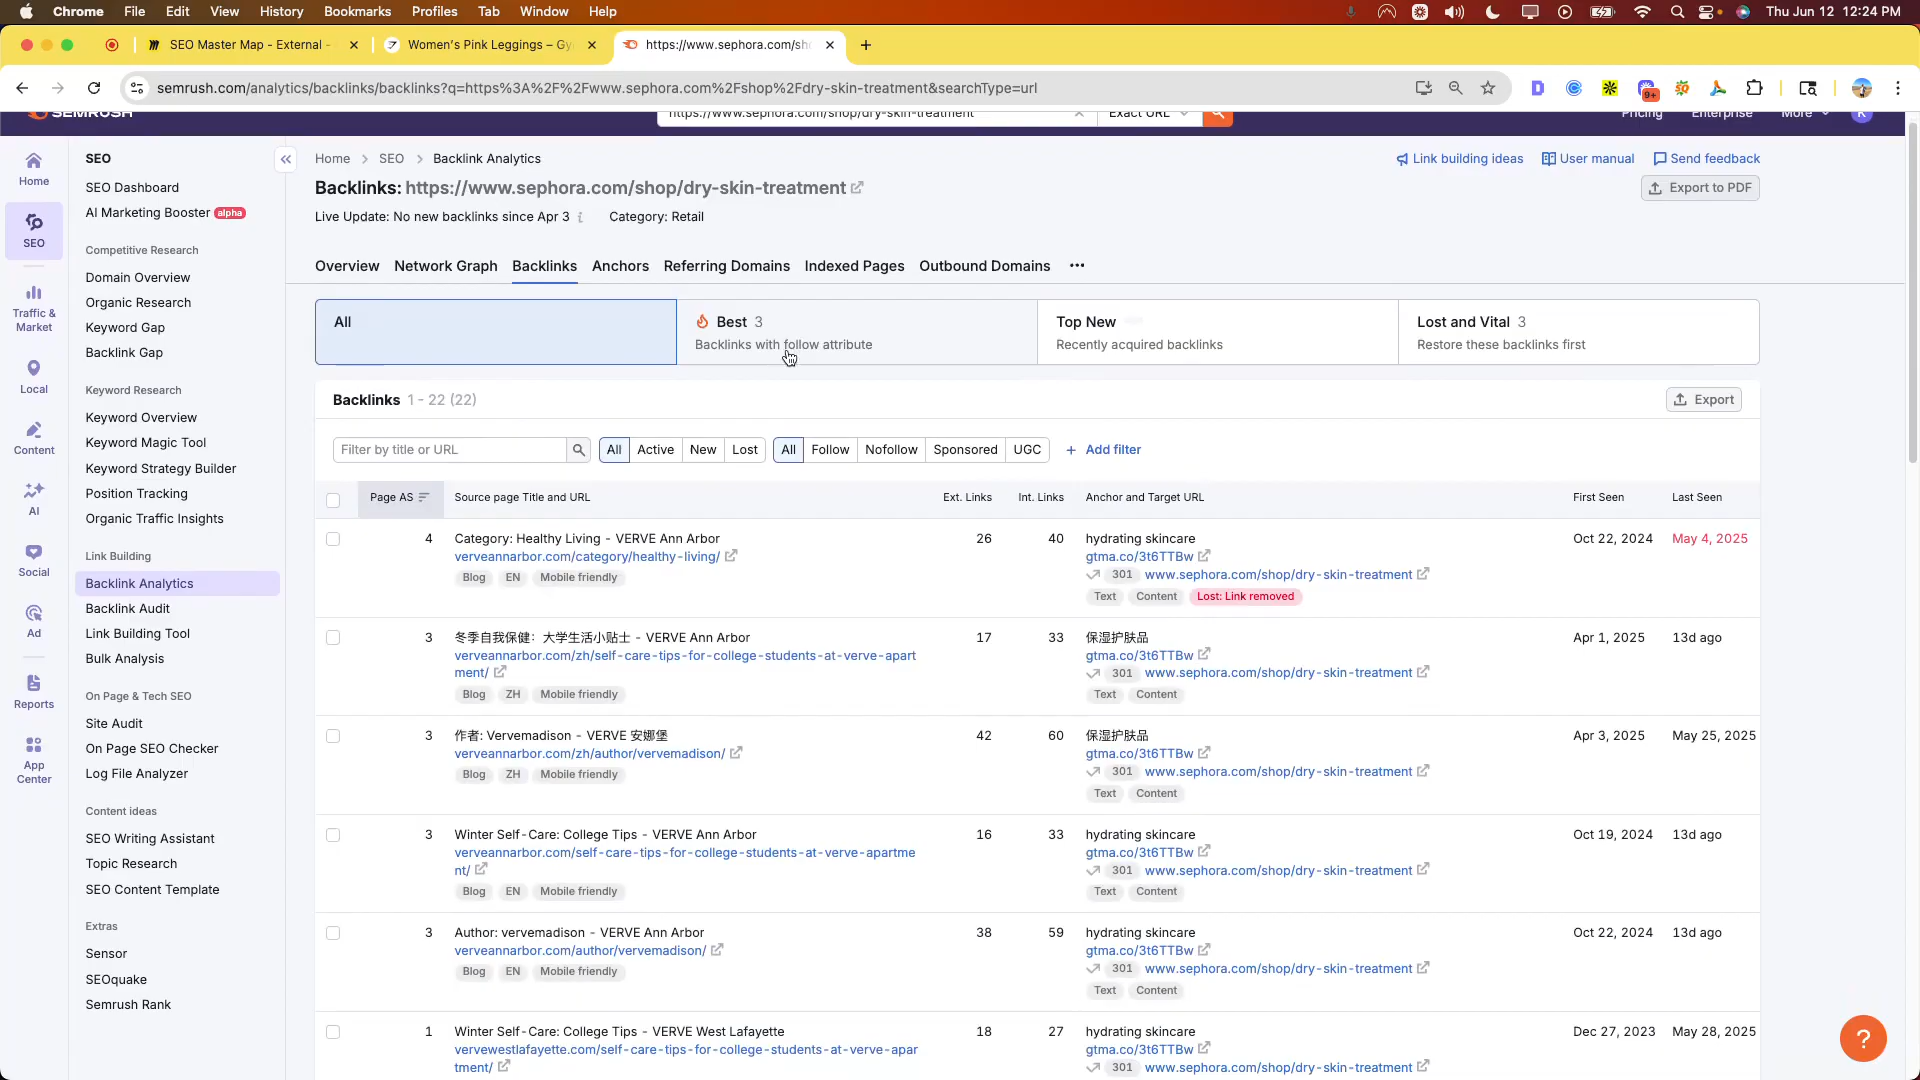 Chrome File Edit View History Bookmarks Profiles Tab Window Help Thu Jun 12 12:24 PM
SEO Master Map - External - Women's Pink Leggings – Gy https://www.sephora.com/sh
semrush.com/analytics/backlinks/backlinks?q=https%3A%2F%2Fwww.sephora.com%2Fshop%2Fdry-skin-treatment&searchType=url
9+
SEMRUSH https://www.sephora.com/shop/dry-skin-treatment Exact URL Pricing Enterprise More K
Home
SEO
Traffic & Market
Local
Content
AI
Social
Ad
Reports
App Center
SEO
SEO Dashboard
AI Marketing Booster alpha
Competitive Research
Domain Overview
Organic Research
Keyword Gap
Backlink Gap
Keyword Research
Keyword Overview
Keyword Magic Tool
Keyword Strategy Builder
Position Tracking
Organic Traffic Insights
Link Building
Backlink Analytics
Backlink Audit
Link Building Tool
Bulk Analysis
On Page & Tech SEO
Site Audit
On Page SEO Checker
Log File Analyzer
Content ideas
SEO Writing Assistant
Topic Research
SEO Content Template
Extras
Sensor
SEOquake
Semrush Rank
Home > SEO > Backlink Analytics Link building ideas User manual Send feedback
Backlinks: https://www.sephora.com/shop/dry-skin-treatment Export to PDF
Live Update: No new backlinks since Apr 3 i Category: Retail
Overview Network Graph Backlinks Anchors Referring Domains Indexed Pages Outbound Domains •••
All
Best 3
Backlinks with follow attribute
Top New
Recently acquired backlinks
Lost and Vital 3
Restore these backlinks first
Backlinks 1 - 22 (22) Export
Filter by title or URL All Active New Lost All Follow Nofollow Sponsored UGC + Add filter
Page AS Source page Title and URL Ext. Links Int. Links Anchor and Target URL First Seen Last Seen
4 Category: Healthy Living - VERVE Ann Arbor 26 40 hydrating skincare Oct 22, 2024 May 4, 2025
verveannarbor.com/category/healthy-living/ gtma.co/3t6TTBw
301 www.sephora.com/shop/dry-skin-treatment
Blog EN Mobile friendly Text Content Lost: Link removed
3 冬季自我保健：大学生活小贴士 - VERVE Ann Arbor 17 33 保湿护肤品 Apr 1, 2025 13d ago
verveannarbor.com/zh/self-care-tips-for-college-students-at-verve-apart gtma.co/3t6TTBw
ment/ 301 www.sephora.com/shop/dry-skin-treatment
Blog ZH Mobile friendly Text Content
3 作者: Vervemadison - VERVE 安娜堡 42 60 保湿护肤品 Apr 3, 2025 May 25, 2025
verveannarbor.com/zh/author/vervemadison/ gtma.co/3t6TTBw
301 www.sephora.com/shop/dry-skin-treatment
Blog ZH Mobile friendly Text Content
3 Winter Self-Care: College Tips - VERVE Ann Arbor 16 33 hydrating skincare Oct 19, 2024 13d ago
verveannarbor.com/self-care-tips-for-college-students-at-verve-apartme gtma.co/3t6TTBw
nt/ 301 www.sephora.com/shop/dry-skin-treatment
Blog EN Mobile friendly Text Content
3 Author: vervemadison - VERVE Ann Arbor 38 59 hydrating skincare Oct 22, 2024 13d ago
verveannarbor.com/author/vervemadison/ gtma.co/3t6TTBw
301 www.sephora.com/shop/dry-skin-treatment
Blog EN Mobile friendly Text Content
1 Winter Self-Care: College Tips - VERVE West Lafayette 18 27 hydrating skincare Dec 27, 2023 May 28, 2025
vervewestlafayette.com/self-care-tips-for-college-students-at-verve-apar gtma.co/3t6TTBw
tment/ 301 www.sephora.com/shop/dry-skin-treatment
?